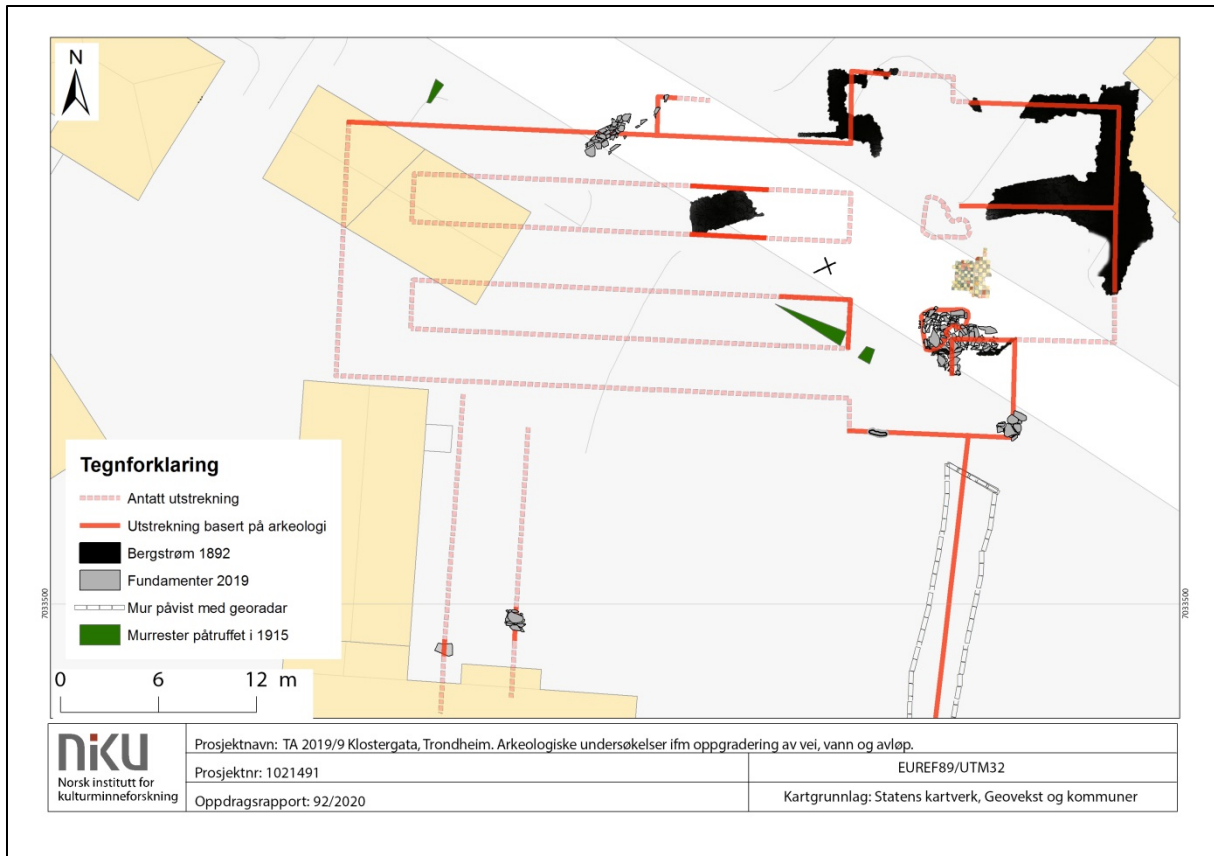 N
Tegnforklaring
Antatt utstrekning
Utstrekning basert på arkeologi
Bergstrøm 1892
Fundamenter 2019
Mur påvist med georadar
Murrester påtruffet i 1915
0 6 12 m
7033500
7033500
niku
Norsk institutt for
kulturminneforskning
Prosjektnavn: TA 2019/9 Klostergata, Trondheim. Arkeologiske undersøkelser ifm oppgradering av vei, vann og avløp.
Prosjektnr: 1021491
EUREF89/UTM32
Oppdragsrapport: 92/2020
Kartgrunnlag: Statens kartverk, Geovekst og kommuner